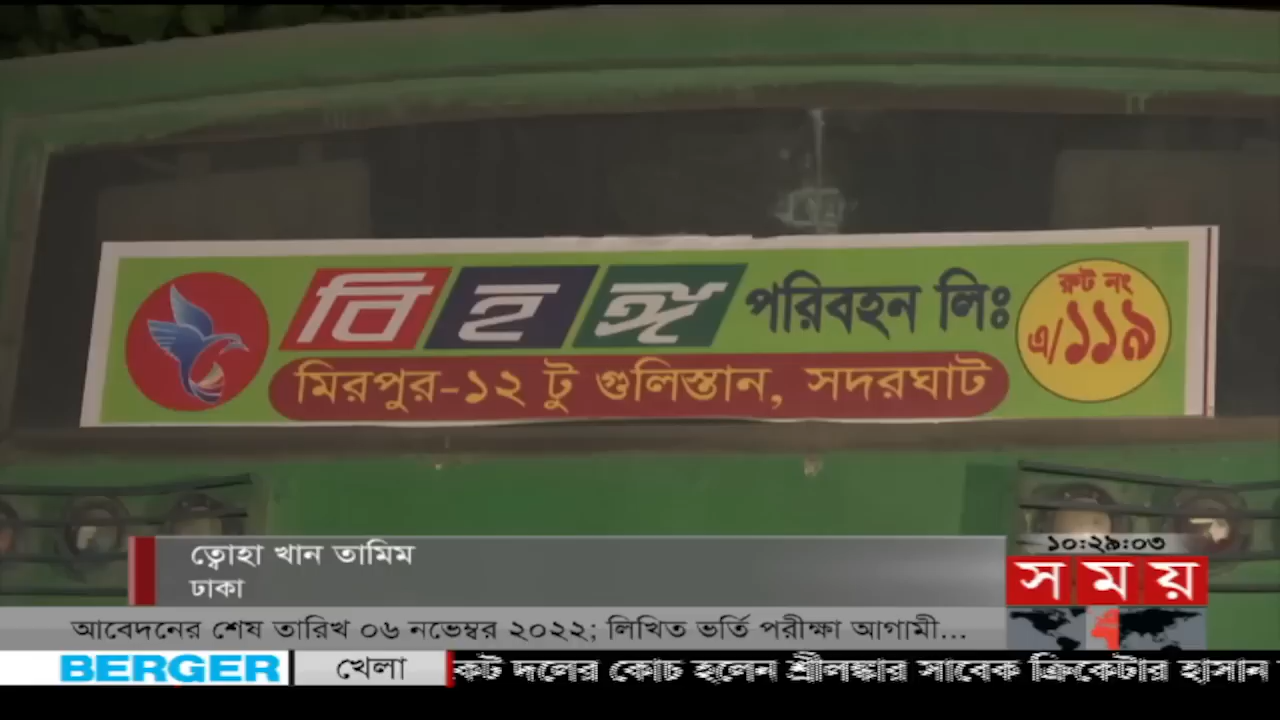 বিহঙ্গ পরিবহন লিঃ
রুট নং
এ/১১৯
মিরপুর-১২ টু গুলিস্তান, সদরঘাট
ত্বোহা খান তামিম
ঢাকা
১০:২৯:০৩
সময়
আবেদনের শেষ তারিখ ০৬ নভেম্বর ২০২২; লিখিত ভর্তি পরীক্ষা আগামী...
BERGER খেলা কট দলের কোচ হলেন শ্রীলঙ্কার সাবেক ক্রিকেটার হাসান